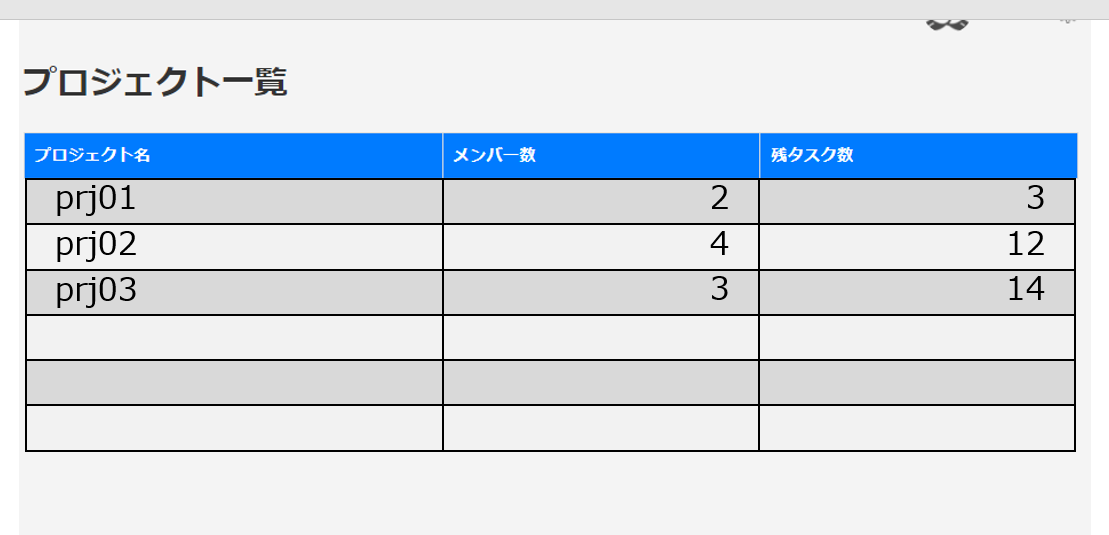 プロジェクト一覧
プロジェクト名 メンバー数 残タスク数
prj01 2 3
prj02 4 12
prj03 3 14